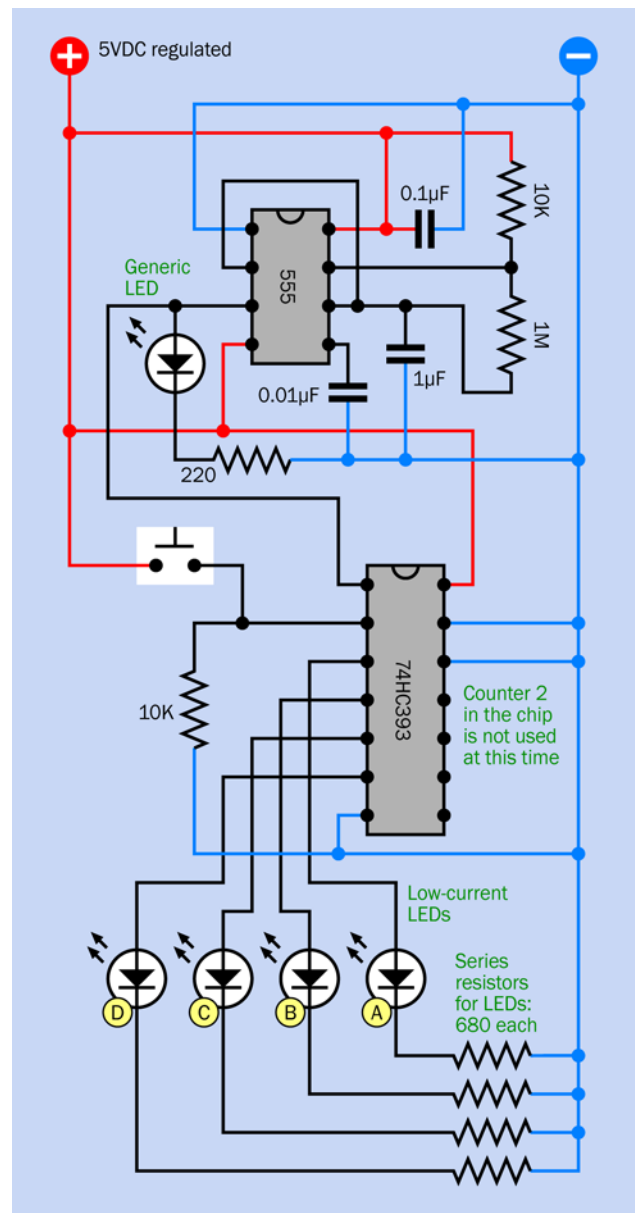 +
5VDC regulated
−
0.1μF
10K
Generic
LED
555
1M
0.01μF
1μF
220
74HC393
10K
Counter 2
in the chip
is not used
at this time
Low-current
LEDs
Series
resistors
for LEDs:
680 each
D
C
B
A